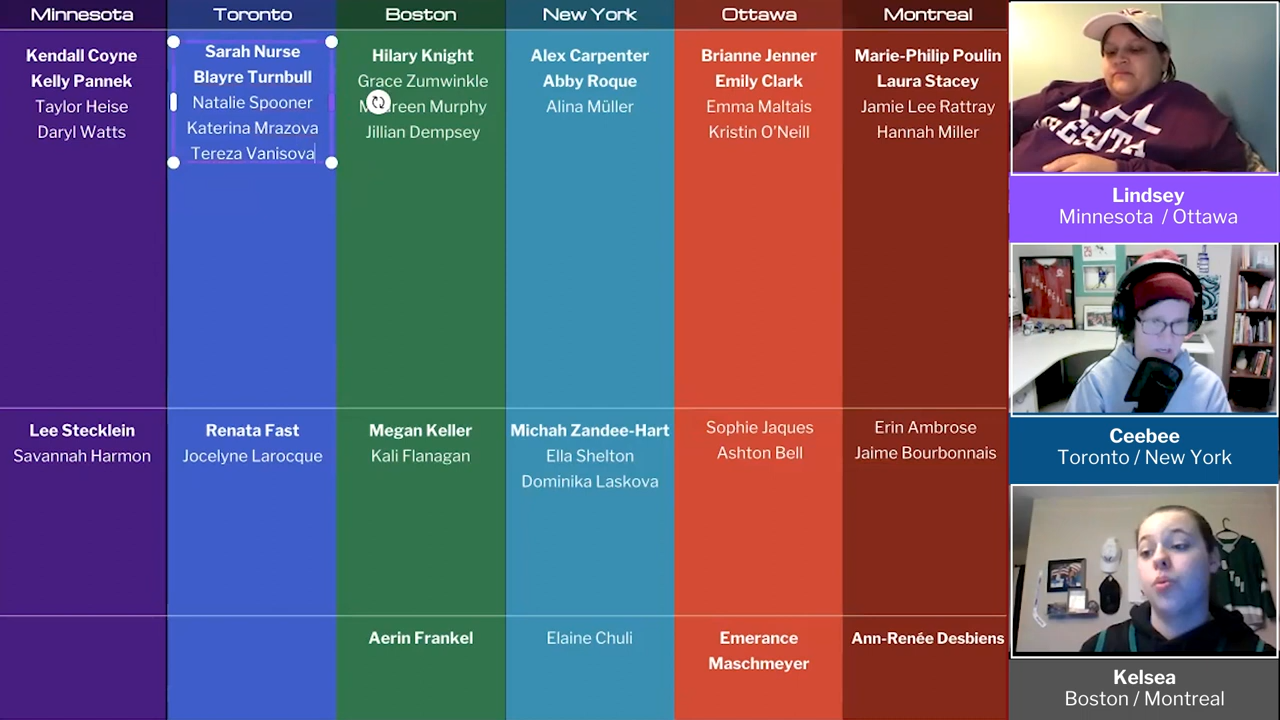 Minnesota
Kendall Coyne
Kelly Pannek
Taylor Heise
Daryl Watts
Lee Stecklein
Savannah Harmon
Toronto
Sarah Nurse
Blayre Turnbull
Natalie Spooner
Katerina Mrazova
Tereza Vanisova
Renata Fast
Jocelyne Larocque
Boston
Hilary Knight
Grace Zumwinkle
Murphy
Jillian Dempsey
Megan Keller
Kali Flanagan
Aerin Frankel
New York
Alex Carpenter
Abby Roque
Alina Müller
Micah Zandee-Hart
Ella Shelton
Dominika Laskova
Elaine Chuli
Ottawa
Brianne Jenner
Emily Clark
Emma Maltais
Kristin O'Neill
Sophie Jaques
Ashton Bell
Emerance
Maschmeyer
Montreal
Marie-Philip Poulin
Laura Stacey
Jamie Lee Rattray
Hannah Miller
Erin Ambrose
Jaime Bourbonnais
Ann-Renée Desbiens
Lindsey
Minnesota / Ottawa
Ceebee
Toronto / New York
Kelsea
Boston / Montreal